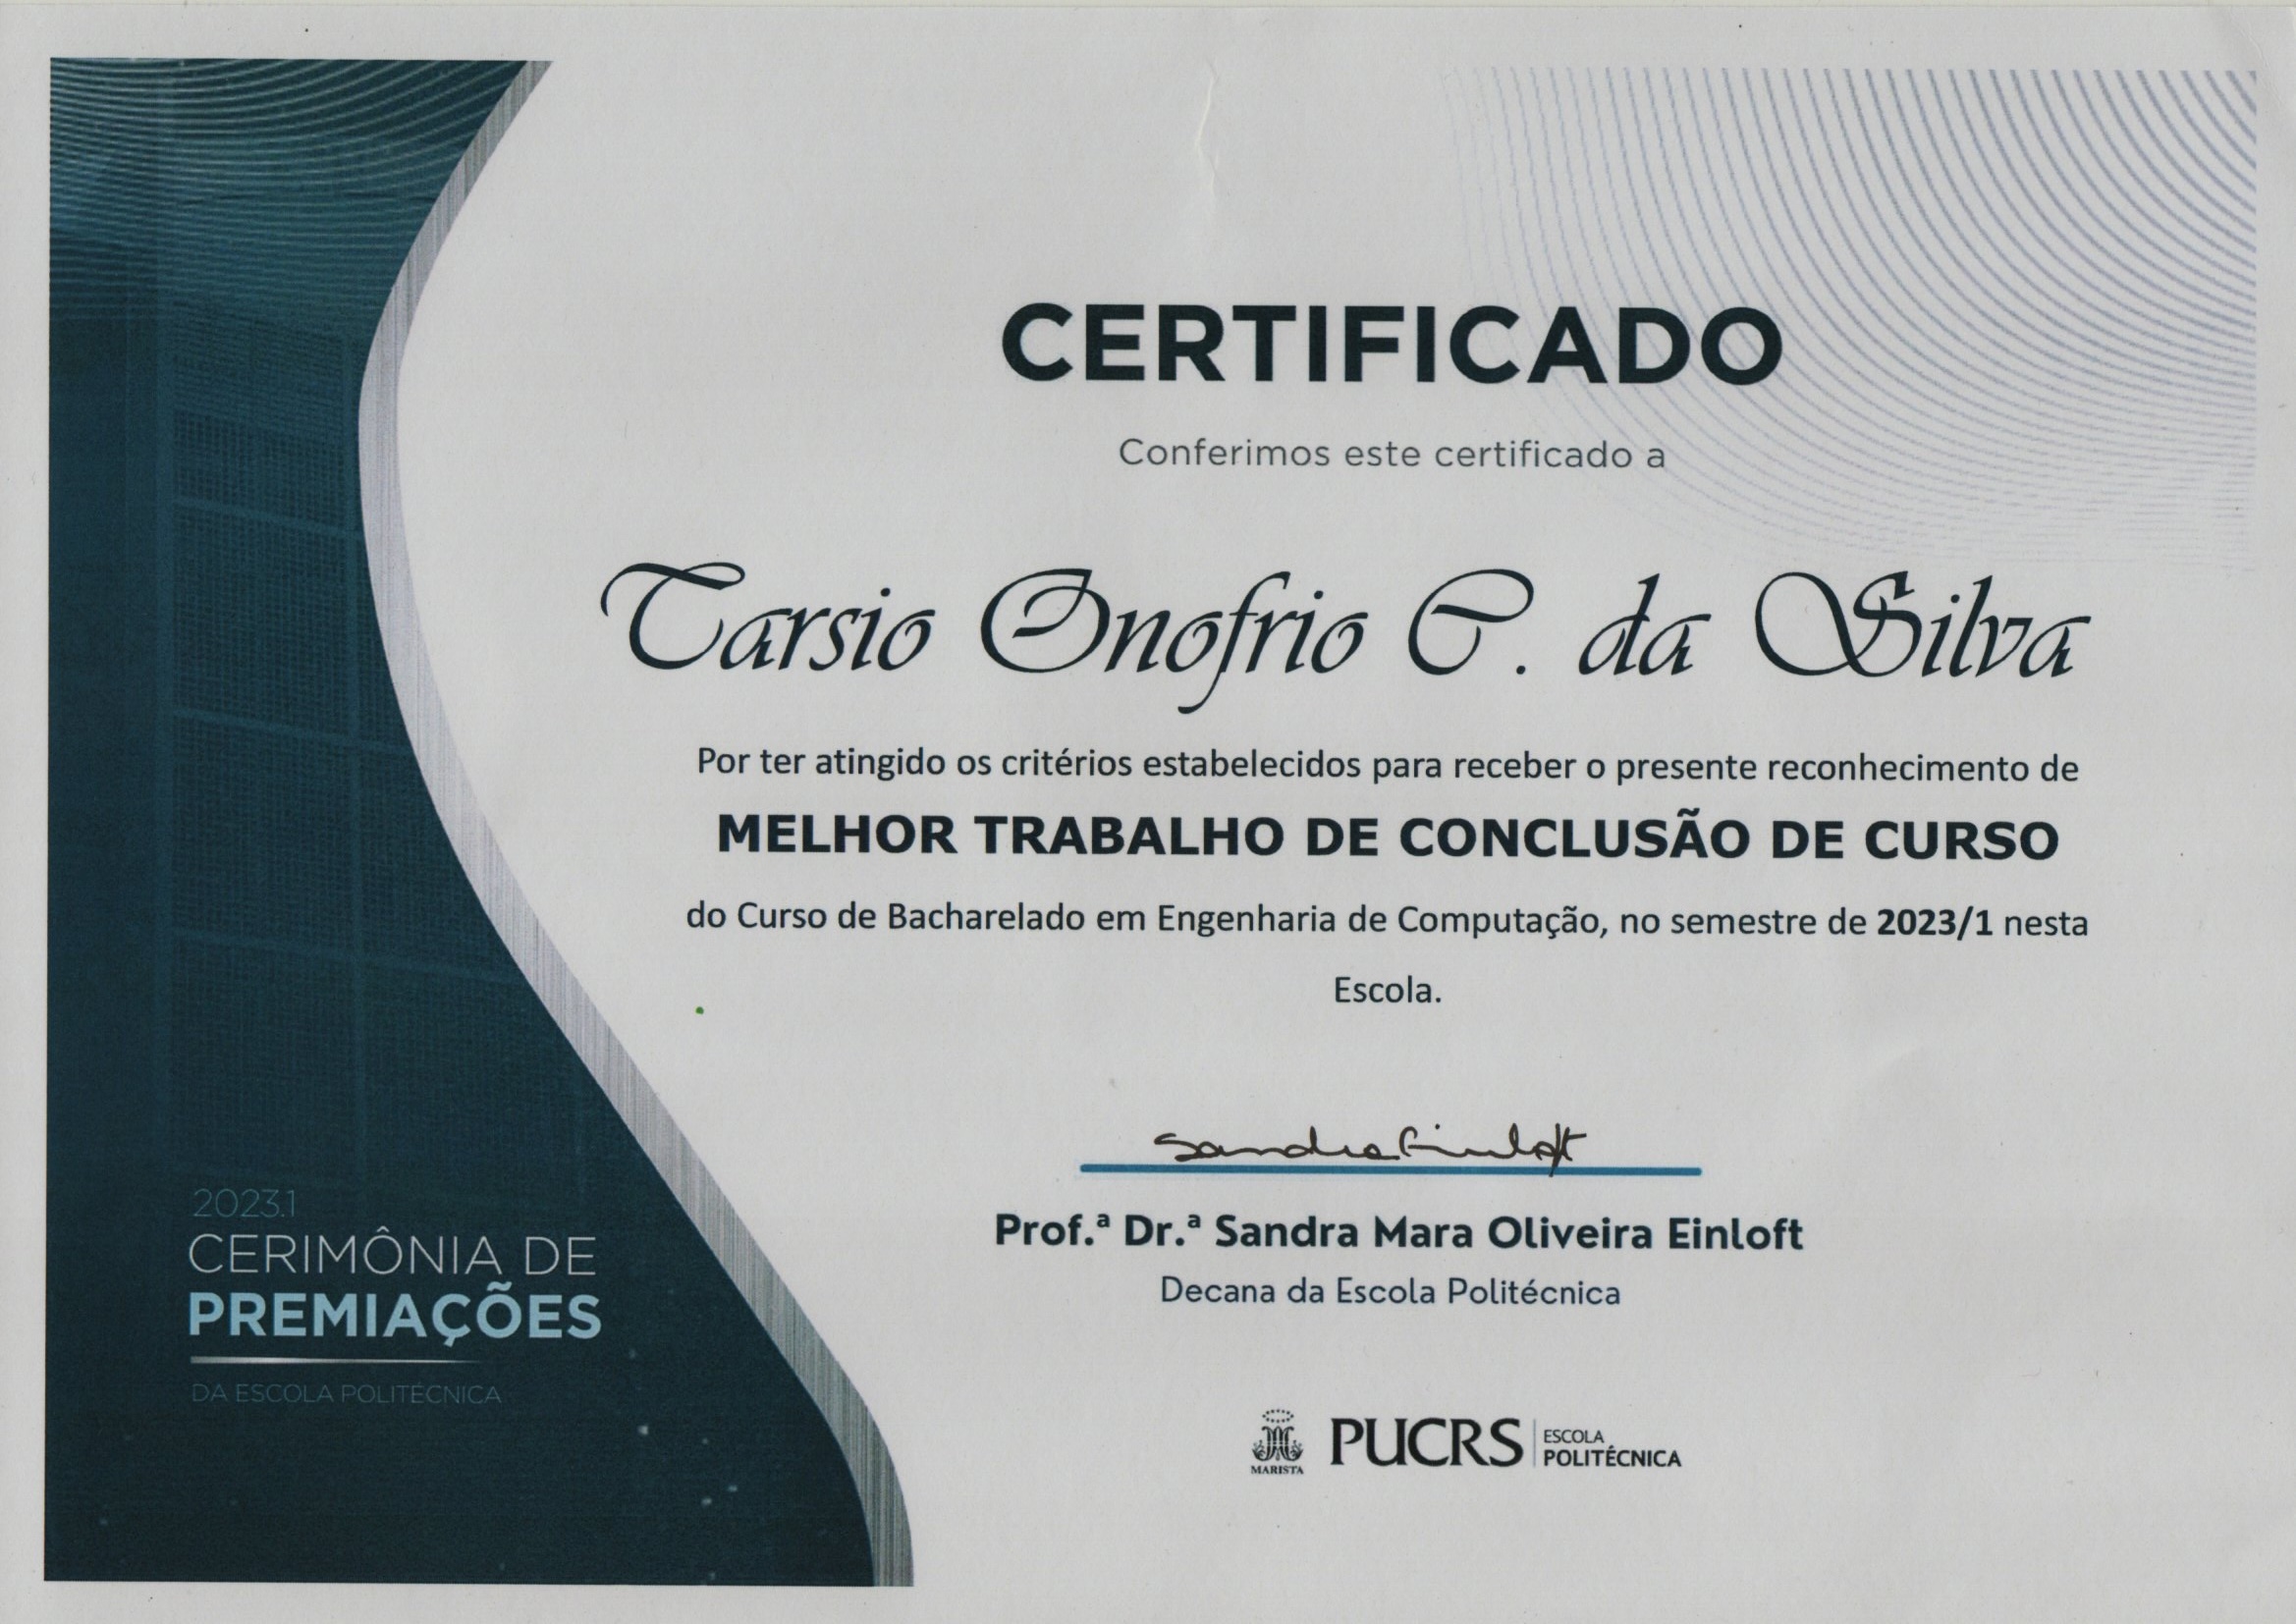 CERTIFICADO
Conferimos este certificado a
Tarsio Onofrio C. da Silva
Por ter atingido os critérios estabelecidos para receber o presente reconhecimento de
MELHOR TRABALHO DE CONCLUSÃO DE CURSO
do Curso de Bacharelado em Engenharia de Computação, no semestre de 2023/1 nesta
Escola.
Sandra Einloft
Prof.ª Dr.ª Sandra Mara Oliveira Einloft
Decana da Escola Politécnica
2023.1
CERIMÔNIA DE
PREMIAÇÕES
DA ESCOLA POLITÉCNICA
MARISTA
PUCRS
ESCOLA
POLITÉCNICA